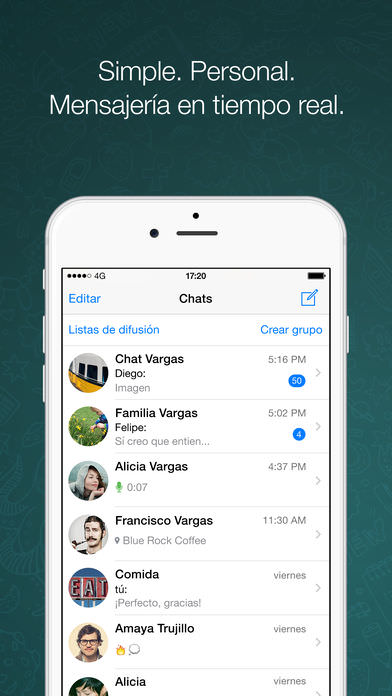 Simple. Personal.
Mensajería en tiempo real.
4G 17:20
Editar Chats
Listas de difusión Crear grupo
Chat Vargas 5:16 PM
Diego: 50
Imagen
Familia Vargas 5:02 PM
Felipe: 4
Sí creo que entien...
Alicia Vargas 4:37 PM
0:07
Francisco Vargas 11:30 AM
Blue Rock Coffee
EAT
Comida viernes
tú:
¡Perfecto, gracias!
Amaya Trujillo viernes
Alicia viernes